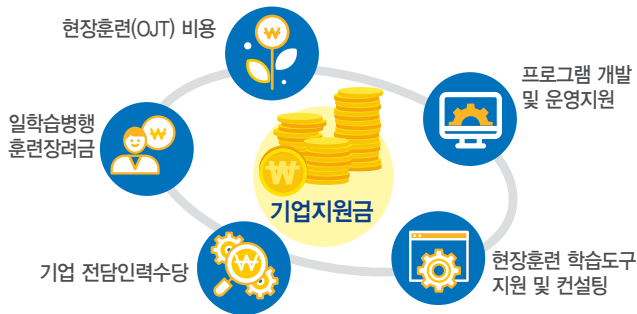 현장훈련(OJT) 비용
프로그램 개발
및 운영지원
일학습병행
훈련장려금
₩
₩
₩
기업지원금
기업 전담인력수당
₩
현장훈련 학습도구
지원 및 컨설팅